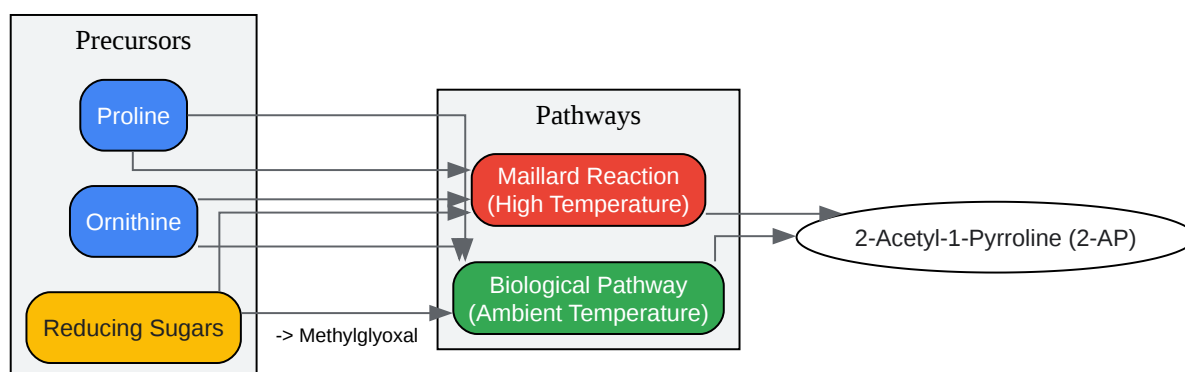 Precursors
Proline
Ornithine
Reducing Sugars
-> Methylglyoxal
Pathways
Maillard Reaction
(High Temperature)
Biological Pathway
(Ambient Temperature)
2-Acetyl-1-Pyrroline (2-AP)